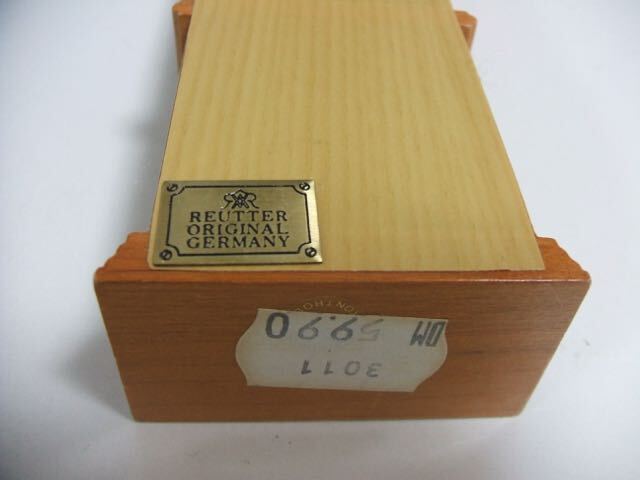 REUTTER
ORIGINAL
GERMANY
DM 59.90
3011